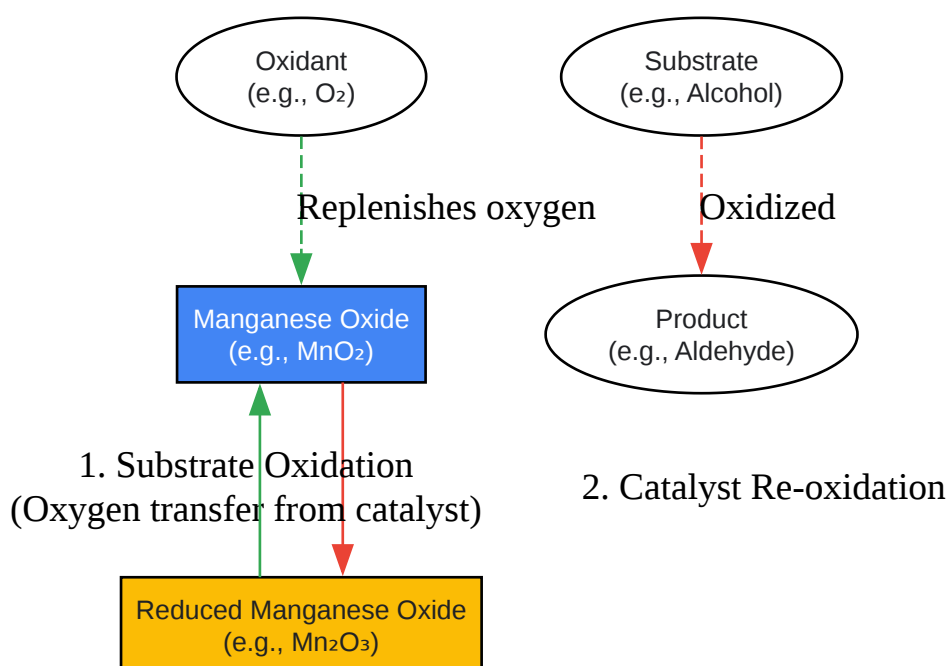 Oxidant
(e.g., O₂)
Substrate
(e.g., Alcohol)
Replenishes oxygen
Oxidized
Manganese Oxide
(e.g., MnO₂)
Product
(e.g., Aldehyde)
1. Substrate Oxidation
(Oxygen transfer from catalyst)
2. Catalyst Re-oxidation
Reduced Manganese Oxide
(e.g., Mn₂O₃)